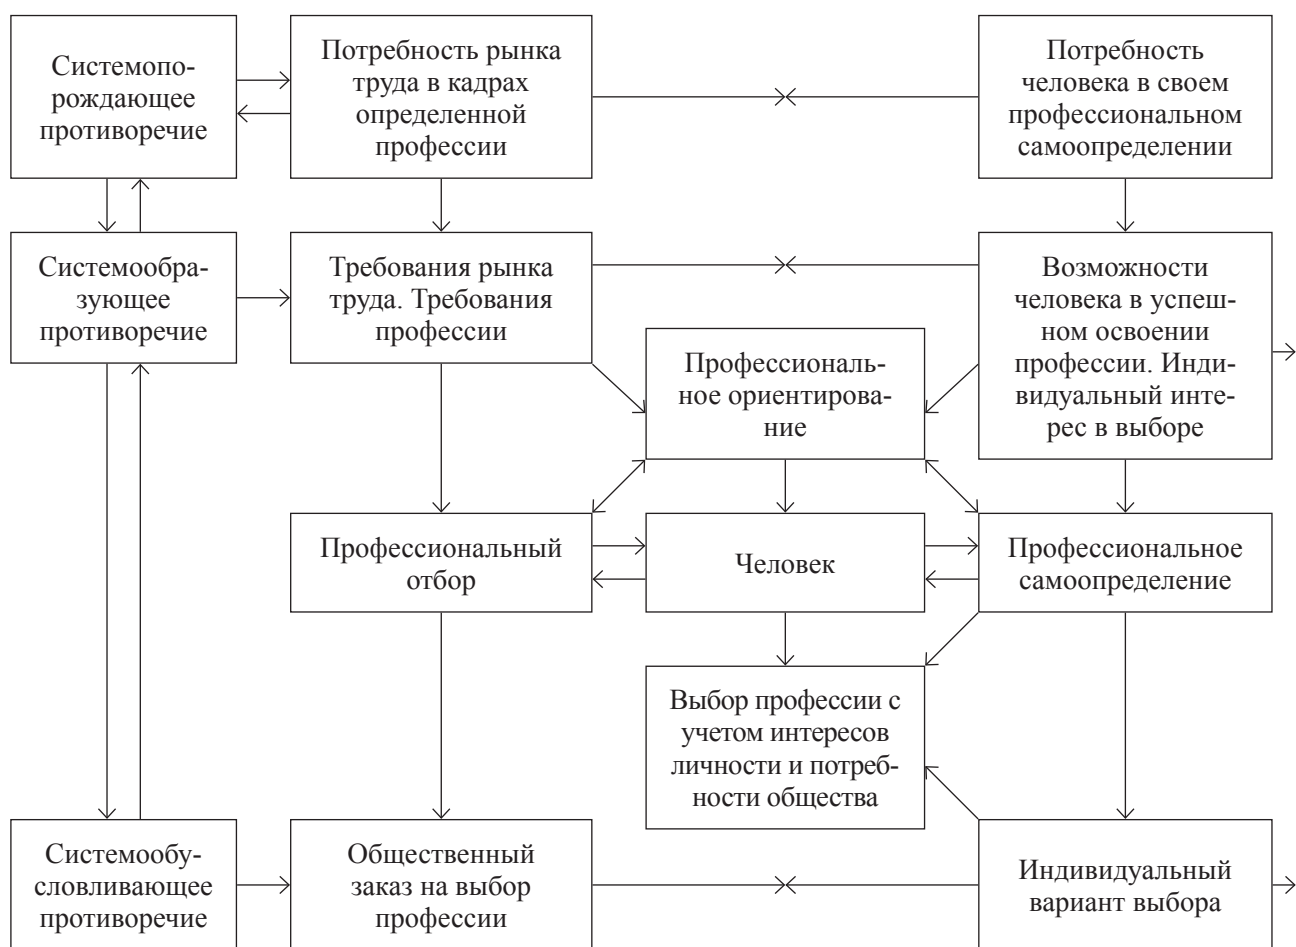 Системопо-
рождающее
противоречие
Потребность рынка
труда в кадрах
определенной
профессии
Потребность
человека в своем
профессиональном
самоопределении
Системообра-
зующее
противоречие
Требования рынка
труда. Требования
профессии
Возможности
человека в успеш-
ном освоении
профессии. Инди-
видуальный инте-
рес в выборе
Профессиональ-
ное ориентирова-
ние
Профессиональный
отбор
Человек
Профессиональное
самоопределение
Выбор профессии с
учетом интересов
личности и потреб-
ности общества
Системообу-
словливающее
противоречие
Общественный
заказ на выбор
профессии
Индивидуальный
вариант выбора